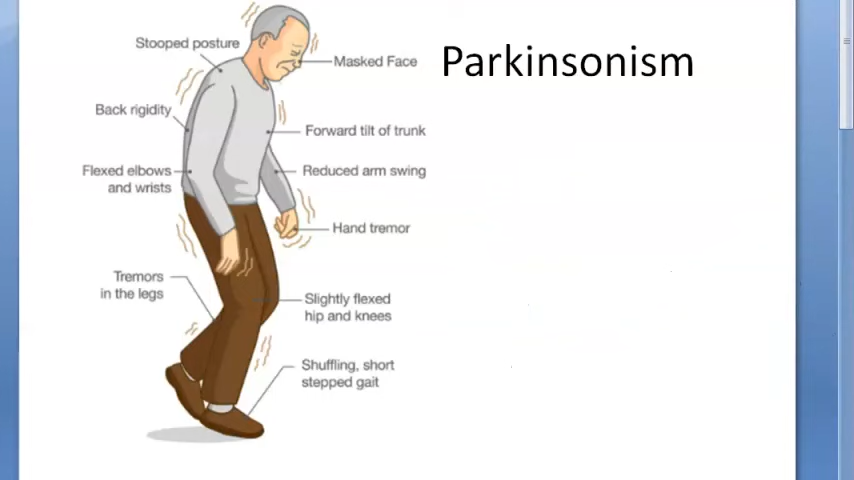 Parkinsonism
Stooped posture
Masked Face
Back rigidity
Forward tilt of trunk
Flexed elbows
and wrists
Reduced arm swing
Hand tremor
Tremors
in the legs
Slightly flexed
hip and knees
Shuffling, short
stepped gait